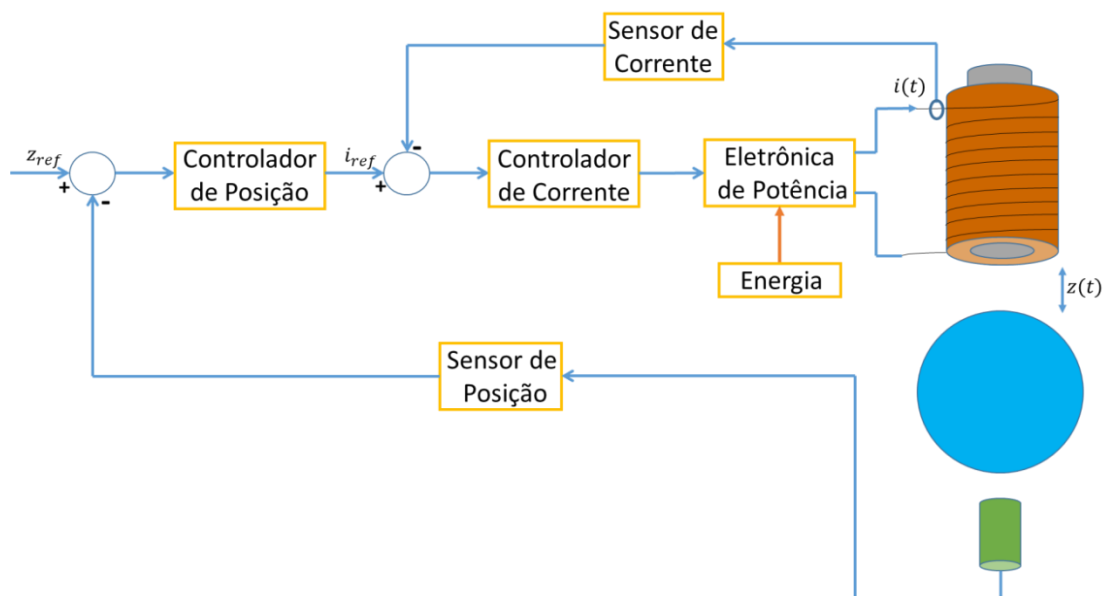 Sensor de
Corrente
i(t)
z_ref
+
-
Controlador
de Posição
i_ref
+
-
Controlador
de Corrente
Eletrônica
de Potência
Energia
z(t)
Sensor de
Posição